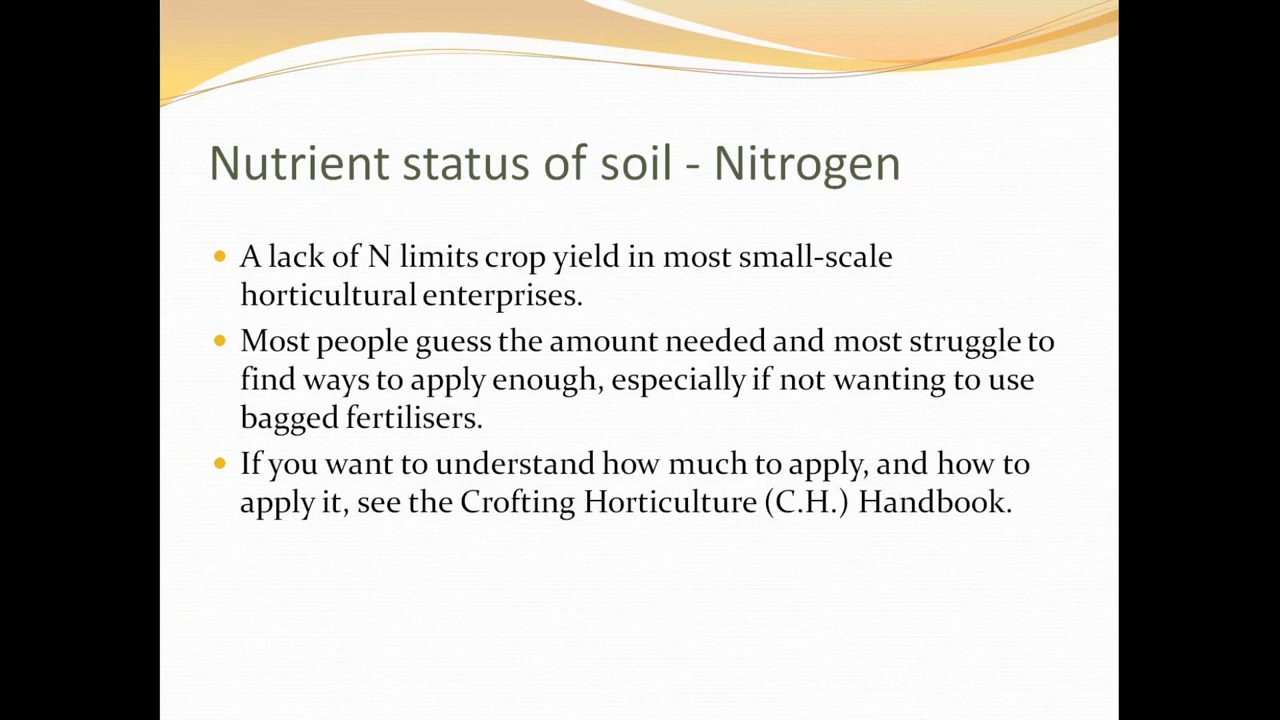 Nutrient status of soil - Nitrogen
A lack of N limits crop yield in most small-scale
horticultural enterprises.
Most people guess the amount needed and most struggle to
find ways to apply enough, especially if not wanting to use
bagged fertilisers.
If you want to understand how much to apply, and how to
apply it, see the Crofting Horticulture (C.H.) Handbook.